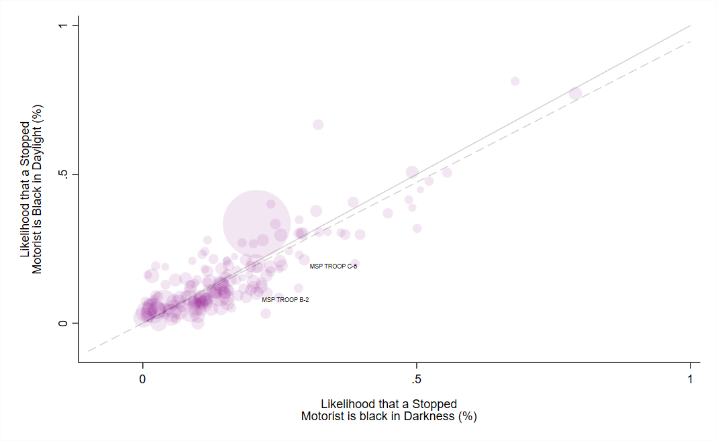 1
.5
0
Likelihood that a Stopped
Motorist is Black in Daylight (%)
MSP TROOP C-8
MSP TROOP B-2
0
.5
1
Likelihood that a Stopped
Motorist is black in Darkness (%)